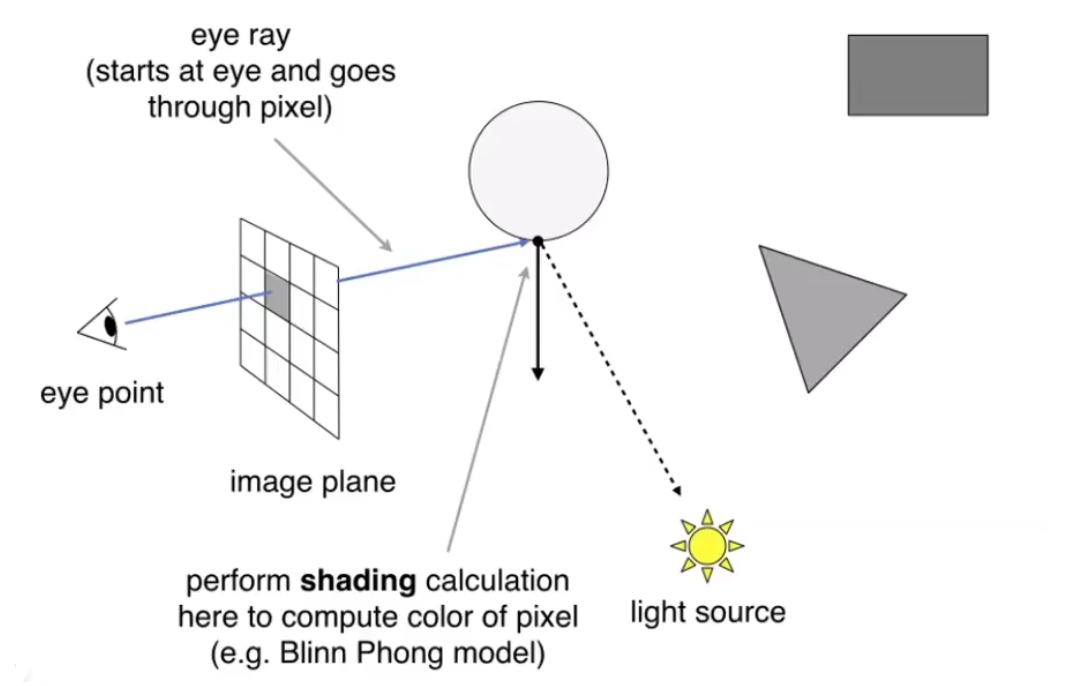 eye ray
(starts at eye and goes
through pixel)
eye point
image plane
perform shading calculation
here to compute color of pixel
(e.g. Blinn Phong model)
light source